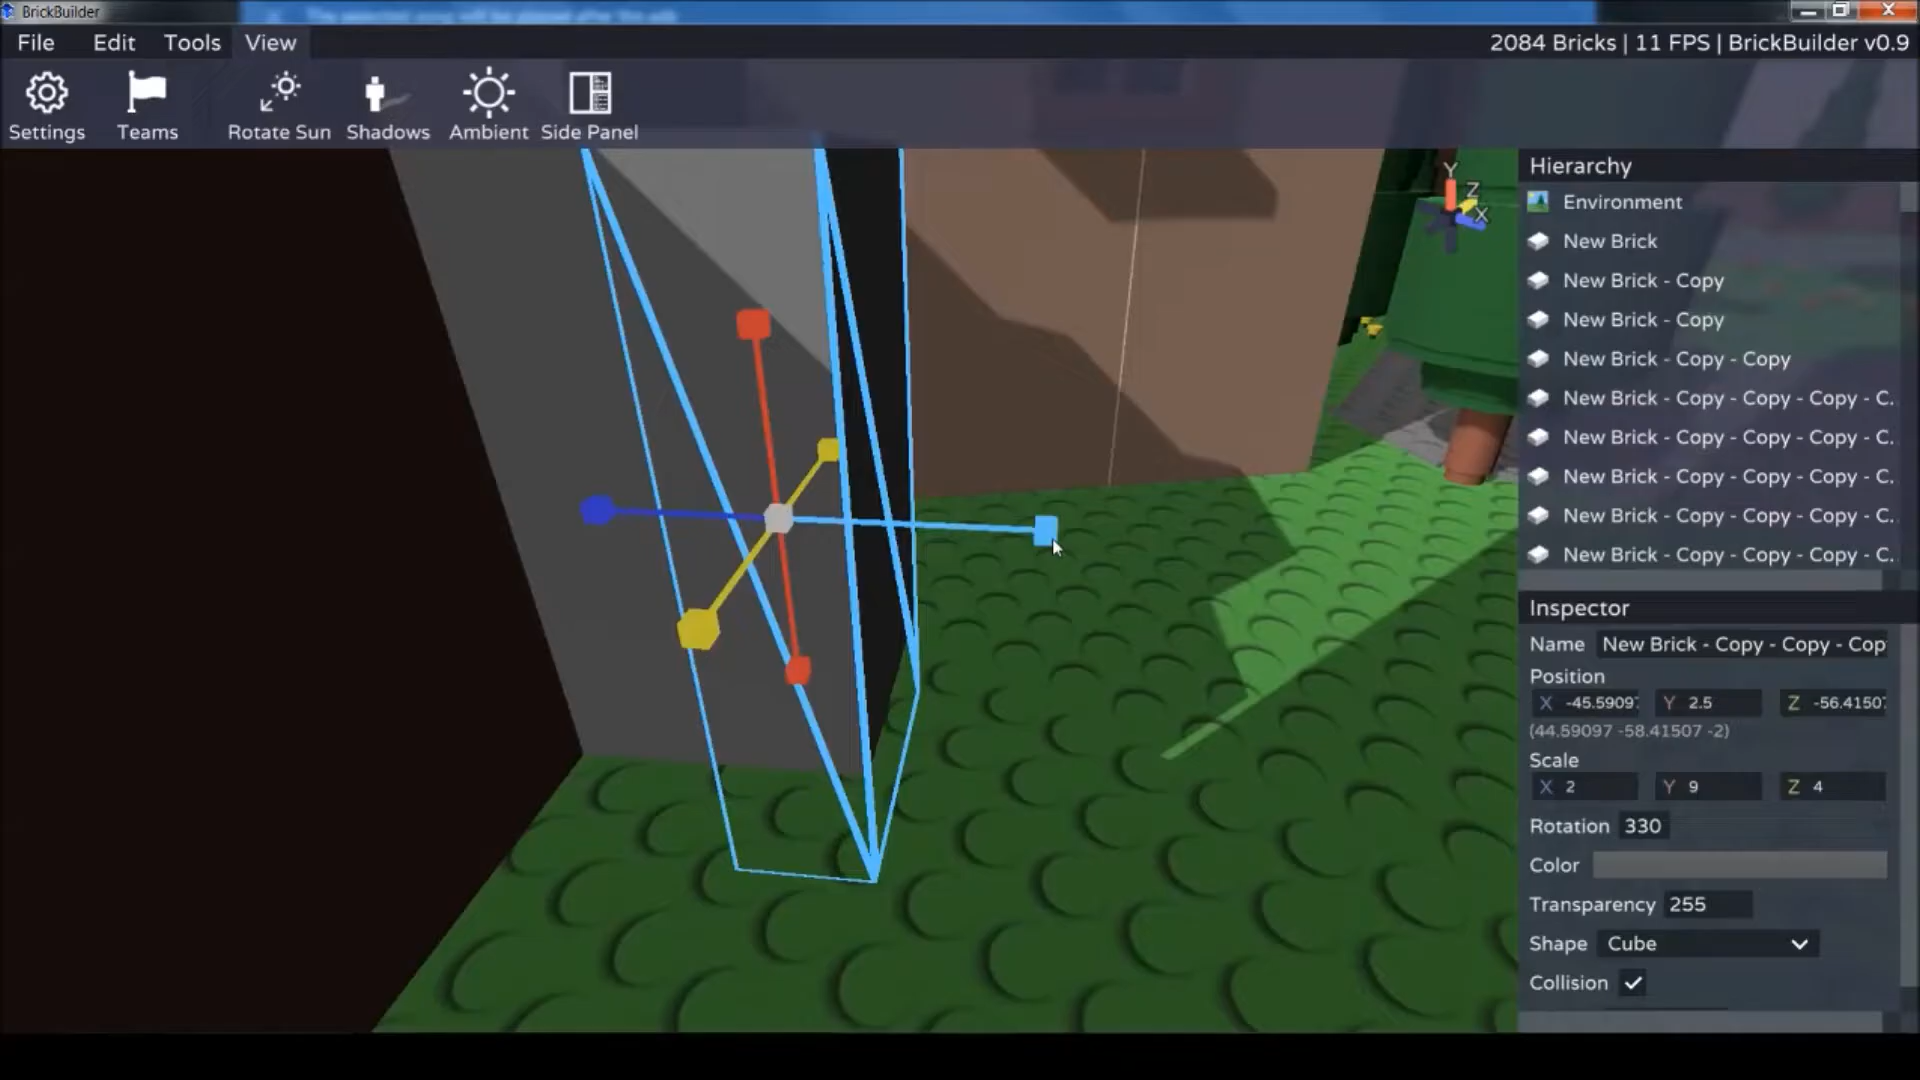 BrickBuilder
File Edit Tools View
2084 Bricks | 11 FPS | BrickBuilder v0.9
Settings Teams Rotate Sun Shadows Ambient Side Panel
Y
Z
X
Hierarchy
Environment
New Brick
New Brick - Copy
New Brick - Copy
New Brick - Copy - Copy
New Brick - Copy - Copy - Copy - C.
New Brick - Copy - Copy - Copy - C.
New Brick - Copy - Copy - Copy - C.
New Brick - Copy - Copy - Copy - C.
New Brick - Copy - Copy - Copy - C.
Inspector
Name New Brick - Copy - Copy - Cop
Position
X -45.5909 Y 2.5 Z -56.4150
(44.59097 -58.41507 -2)
Scale
X 2 Y 9 Z 4
Rotation 330
Color
Transparency 255
Shape Cube
Collision